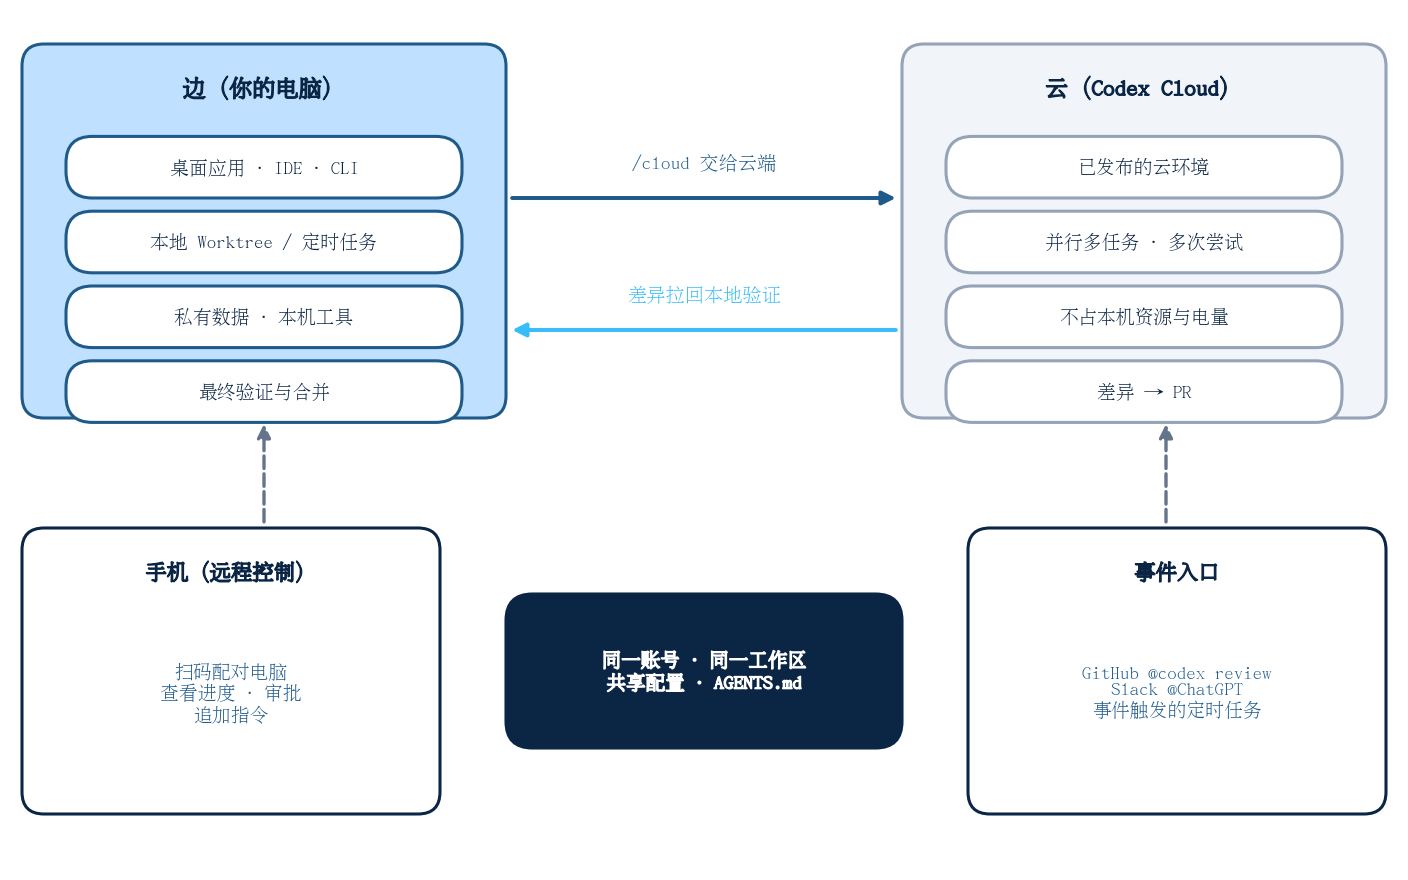 边（你的电脑）
桌面应用 · IDE · CLI
本地 Worktree / 定时任务
私有数据 · 本机工具
最终验证与合并
/cloud 交给云端
差异拉回本地验证
云（Codex Cloud）
已发布的云环境
并行多任务 · 多次尝试
不占本机资源与电量
差异 → PR
手机（远程控制）
扫码配对电脑
查看进度 · 审批
追加指令
同一账号 · 同一工作区
共享配置 · AGENTS.md
事件入口
GitHub @codex review
Slack @ChatGPT
事件触发的定时任务